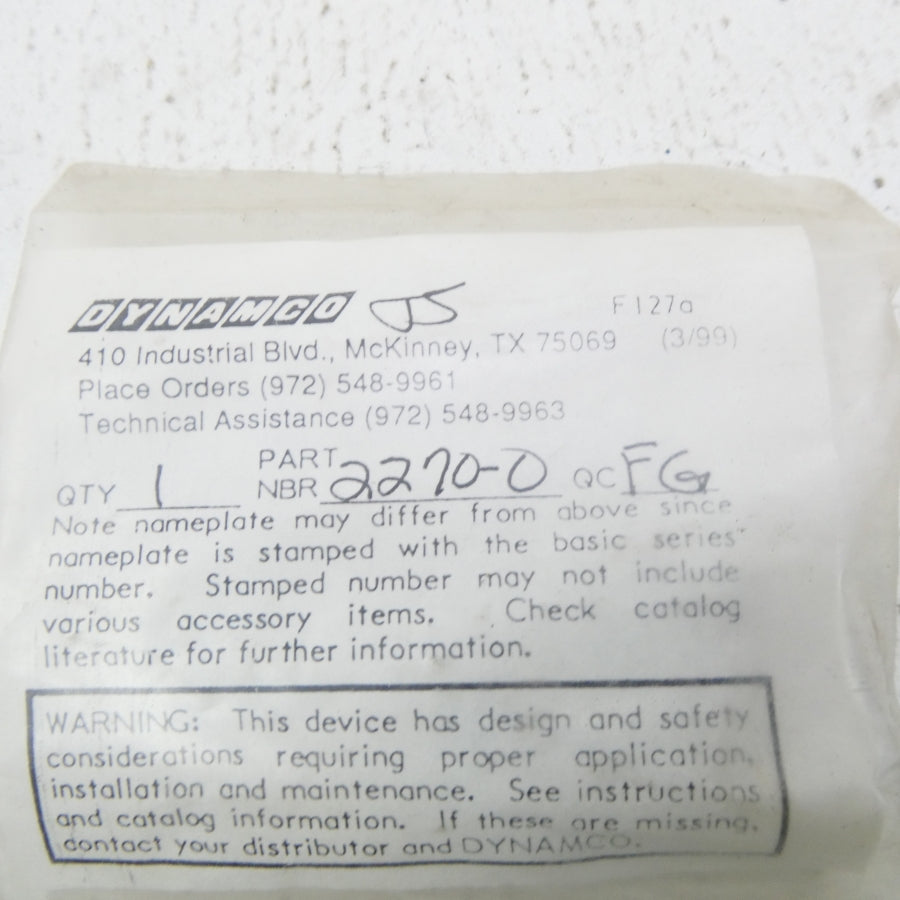 DYNAMCO JS F127a
410 Industrial Blvd., McKinney, TX 75069 (3/99)
Place Orders (972) 548-9961
Technical Assistance (972) 548-9963
QTY 1 PART NBR 2270-0 QC FG
Note nameplate may differ from above since
nameplate is stamped with the basic series
number. Stamped number may not include
various accessory items. Check catalog
literature for further information.
WARNING: This device has design and safety
considerations requiring proper application,
installation and maintenance. See instructions
and catalog information. If these are missing,
contact your distributor and DYNAMCO.